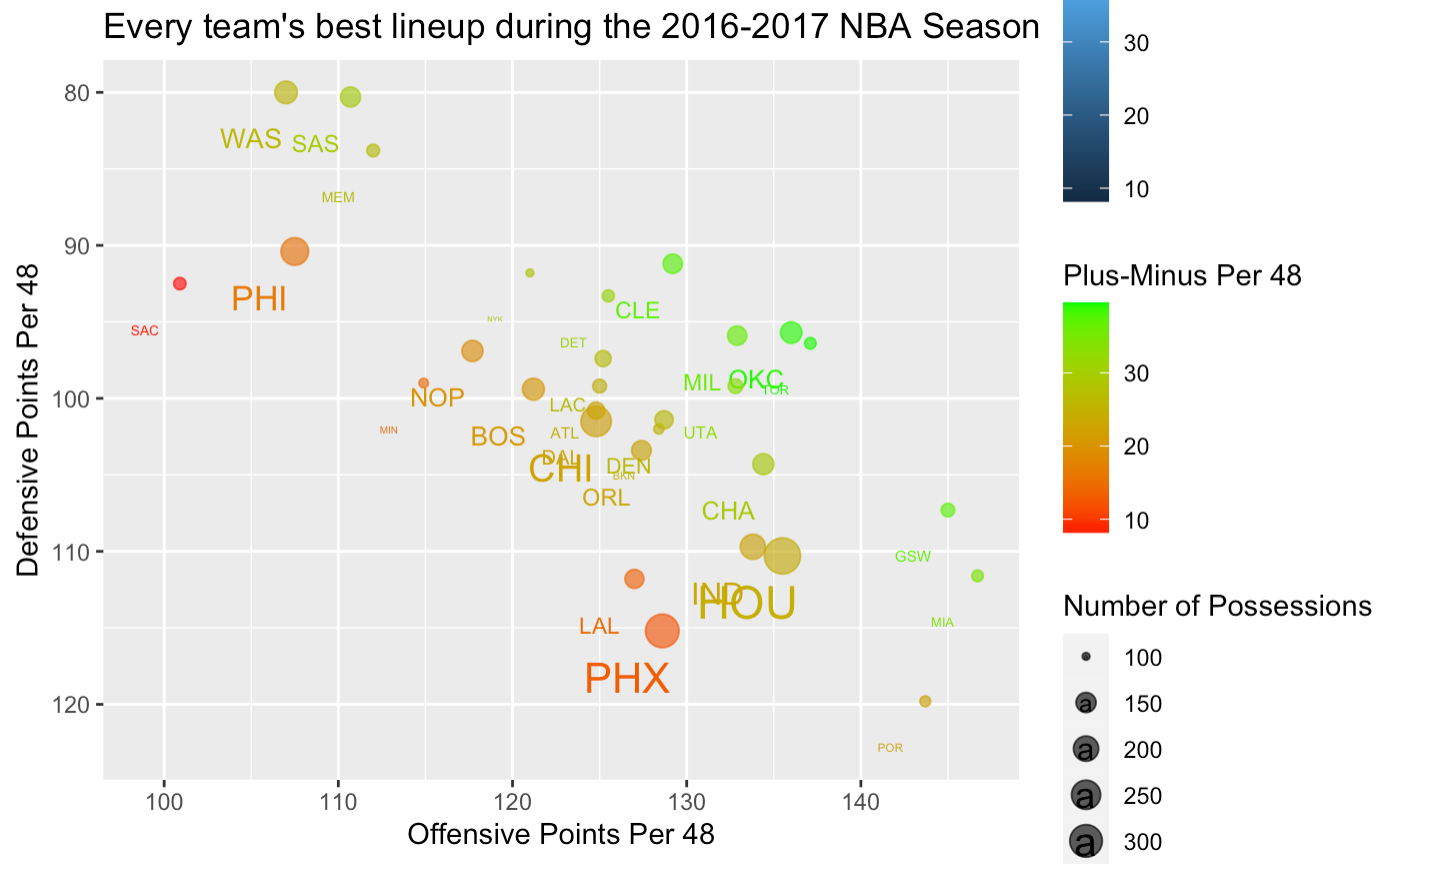 Every team's best lineup during the 2016-2017 NBA Season
30
20
10
80
90
100
110
120
Defensive Points Per 48
WAS
SAS
MEM
PHI
SAC
NYK
CLE
DET
NOP
MIN
MIL
OKC
TOR
LAC
BOS
ATL
UTA
DAL
CHI
DEN
BKN
ORL
CHA
GSW
IND
HOU
LAL
MIA
PHX
POR
100
110
120
130
140
Offensive Points Per 48
Plus-Minus Per 48
30
20
10
Number of Possessions
100
a 150
a 200
a 250
a 300